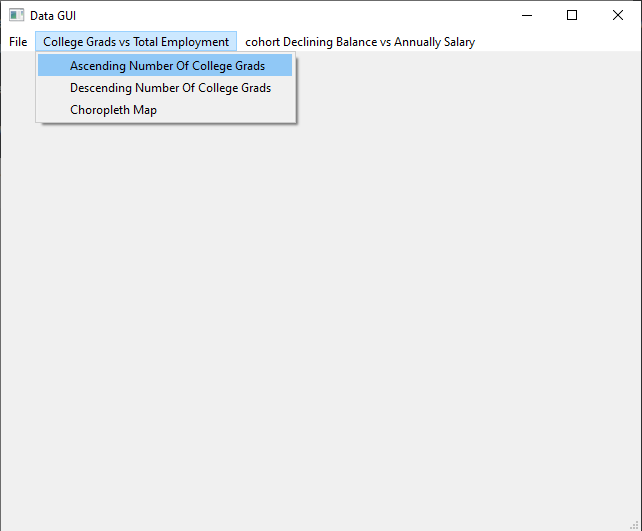 Data GUI
File College Grads vs Total Employment cohort Declining Balance vs Annually Salary
Ascending Number Of College Grads
Descending Number Of College Grads
Choropleth Map